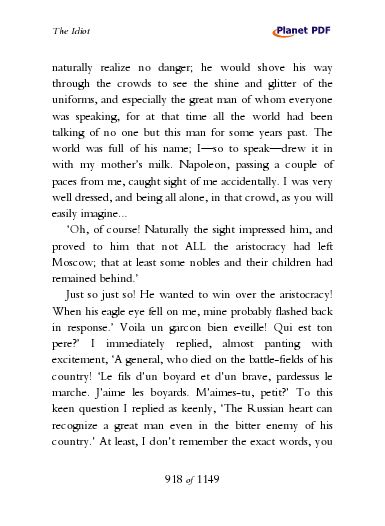 The Idiot
Planet PDF
naturally realize no danger; he would shove his way
through the crowds to see the shine and glitter of the
uniforms, and especially the great man of whom everyone
was speaking, for at that time all the world had been
talking of no one but this man for some years past. The
world was full of his name; I—so to speak—drew it in
with my mother's milk. Napoleon, passing a couple of
paces from me, caught sight of me accidentally. I was very
well dressed, and being all alone, in that crowd, as you will
easily imagine...
'Oh, of course! Naturally the sight impressed him, and
proved to him that not ALL the aristocracy had left
Moscow; that at least some nobles and their children had
remained behind.'
Just so just so! He wanted to win over the aristocracy!
When his eagle eye fell on me, mine probably flashed back
in response.' Voila un garcon bien eveille! Qui est ton
pere?' I immediately replied, almost panting with
excitement, 'A general, who died on the battle-fields of his
country! 'Le fils d'un boyard et d'un brave, pardessus le
marche. J'aime les boyards. M'aimes-tu, petit?' To this
keen question I replied as keenly, 'The Russian heart can
recognize a great man even in the bitter enemy of his
country.' At least, I don't remember the exact words, you
918 of 1149